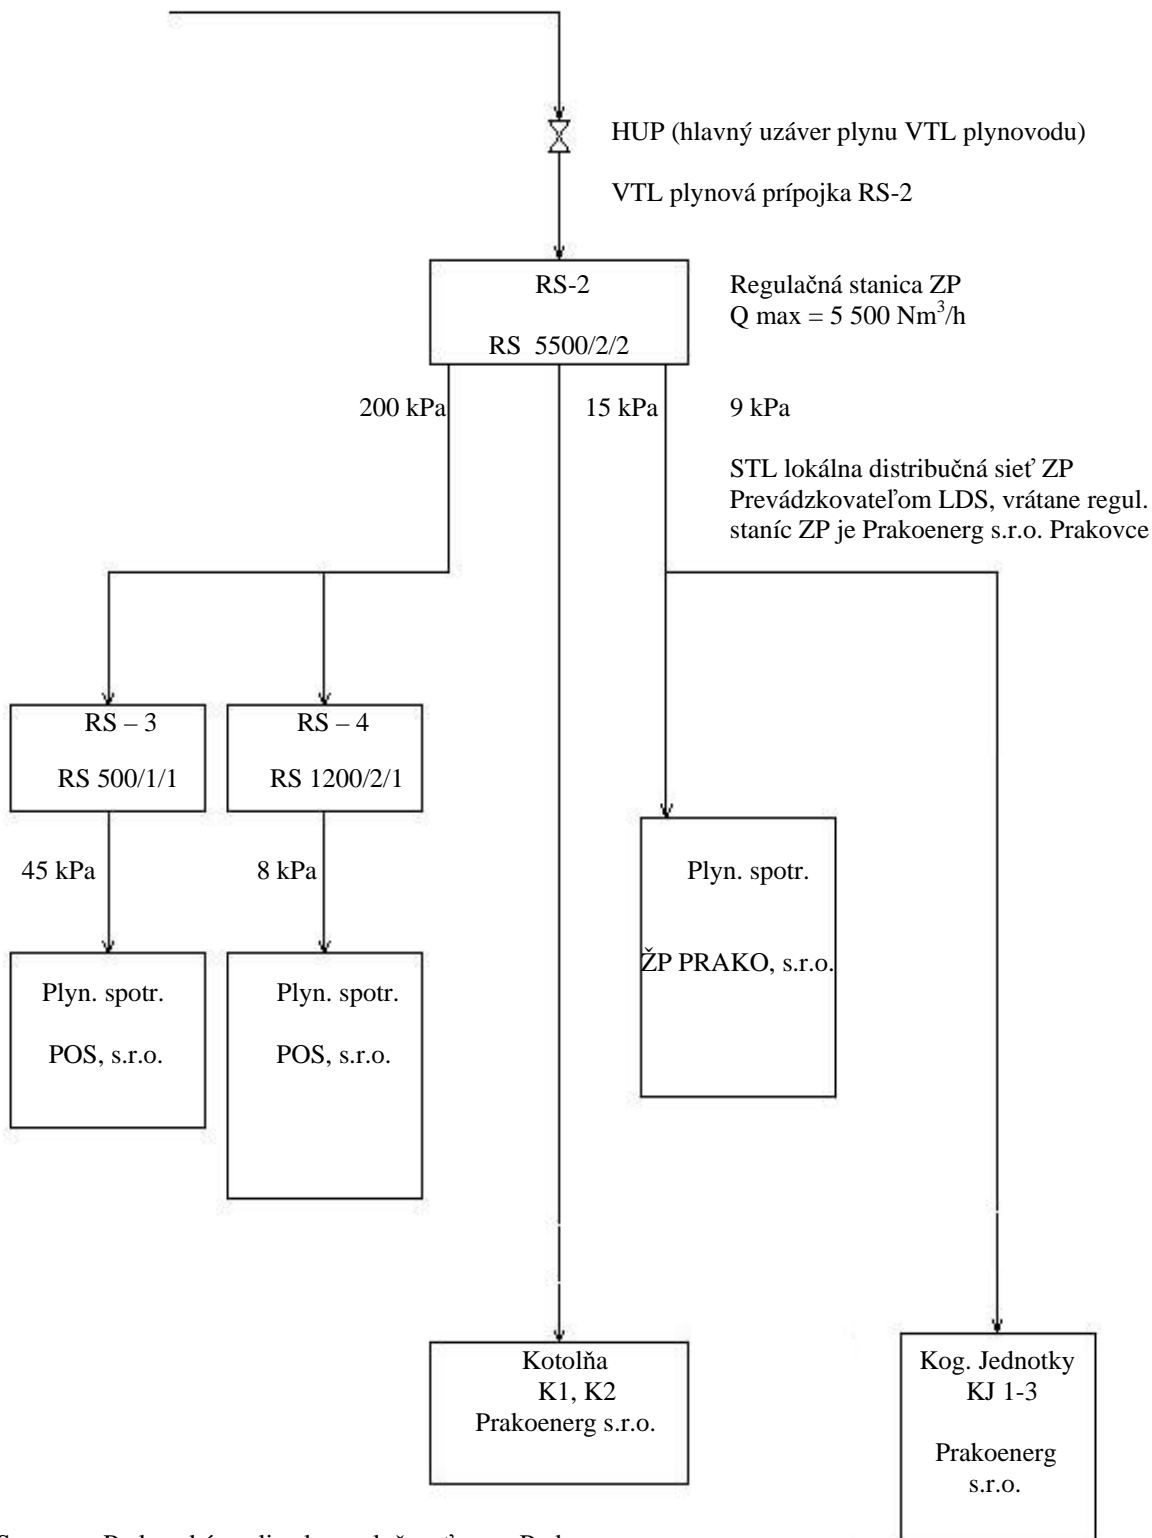 HUP (hlavný uzáver plynu VTL plynovodu)
VTL plynová prípojka RS-2
RS-2
RS 5500/2/2
Regulačná stanica ZP
Q max = 5 500 Nm³/h
200 kPa
15 kPa
9 kPa
STL lokálna distribučná sieť ZP
Prevádzkovateľom LDS, vrátane regul.
staníc ZP je Prakoenerg s.r.o. Prakovce
RS – 3
RS 500/1/1
RS – 4
RS 1200/2/1
45 kPa
8 kPa
Plyn. spotr.
ŽP PRAKO, s.r.o.
Plyn. spotr.
POS, s.r.o.
Plyn. spotr.
POS, s.r.o.
Kotolňa
K1, K2
Prakoenerg s.r.o.
Kog. Jednotky
KJ 1-3
Prakoenerg
s.r.o.